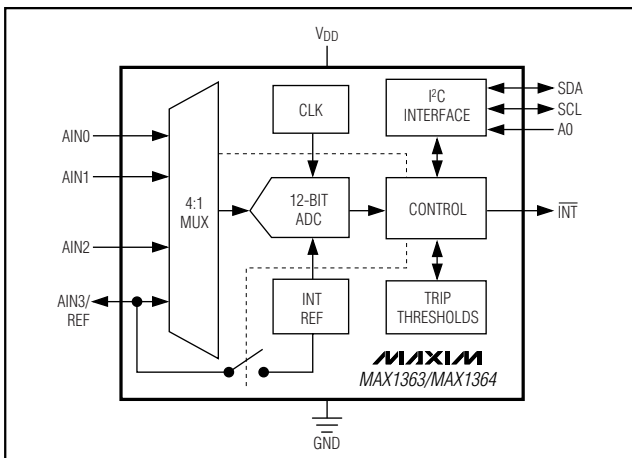 VDD
CLK
I²C
INTERFACE
SDA
SCL
A0
AIN0
AIN1
AIN2
AIN3/
REF
4:1
MUX
12-BIT
ADC
CONTROL
INT
INT
REF
TRIP
THRESHOLDS
MAXIM
MAX1363/MAX1364
GND